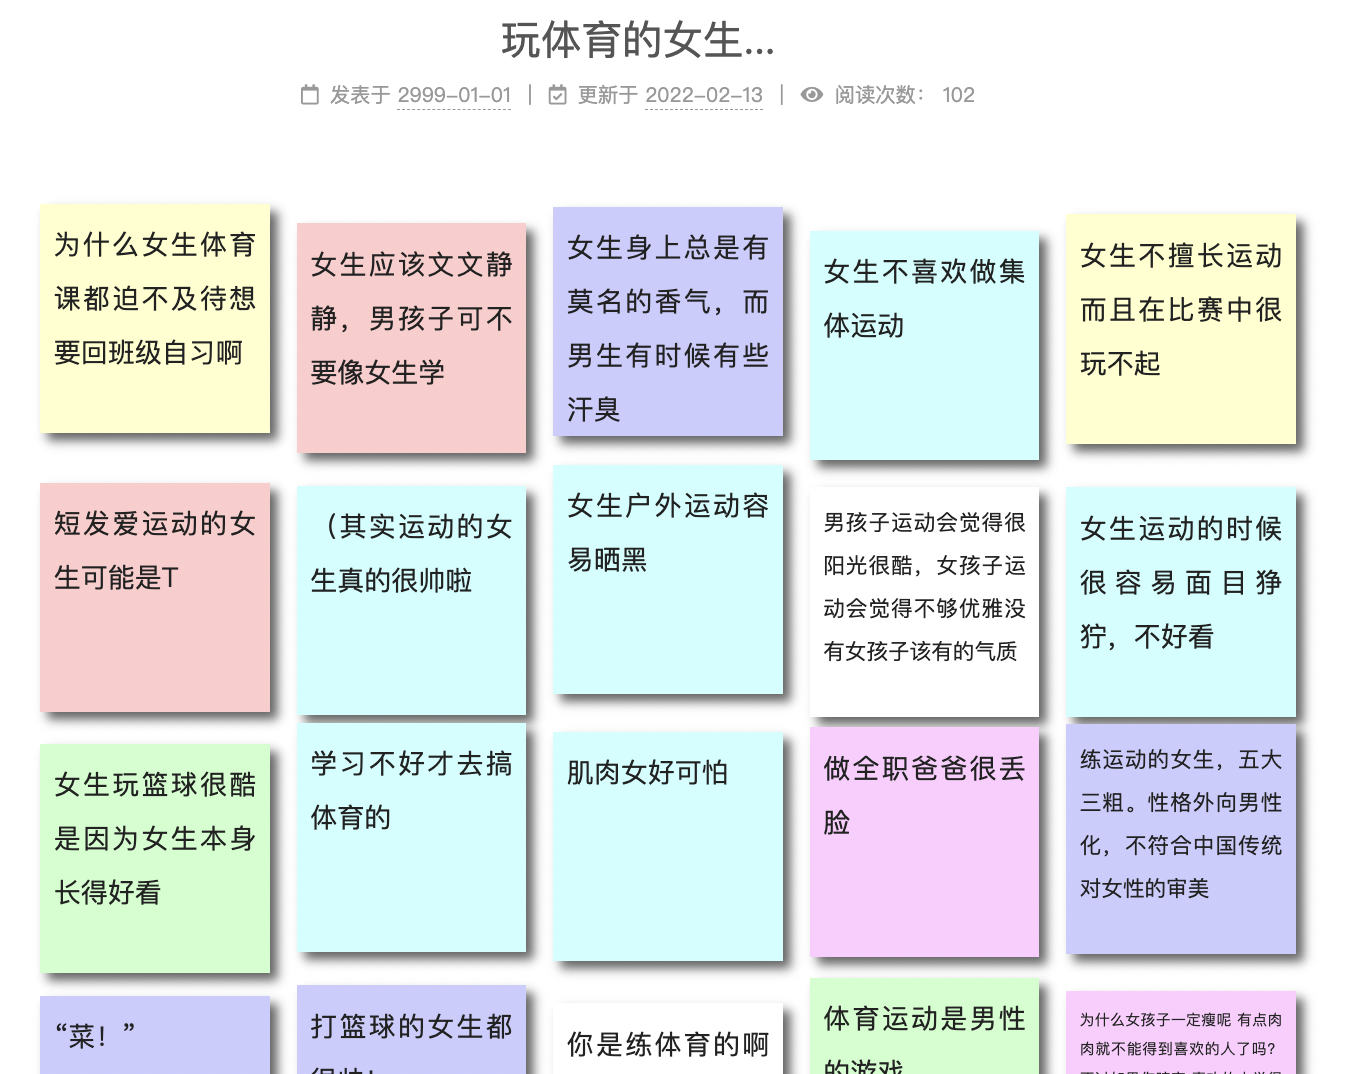 玩体育的女生...
发表于 2999-01-01 | 更新于 2022-02-13 | 阅读次数： 102
为什么女生体育
课都迫不及待想
要回班级自习啊
女生应该文文静
静，男孩子可不
要像女生学
女生身上总是有
莫名的香气，而
男生有时候有些
汗臭
女生不喜欢做集
体运动
女生不擅长运动
而且在比赛中很
玩不起
短发爱运动的女
生可能是T
（其实运动的女
生真的很帅啦
女生户外运动容
易晒黑
男孩子运动会觉得很
阳光很酷，女孩子运
动会觉得不够优雅没
有女孩子该有的气质
女生运动的时候
很容易面目狰
狞，不好看
女生玩篮球很酷
是因为女生本身
长得好看
学习不好才去搞
体育的
肌肉女好可怕
做全职爸爸很丢
脸
练运动的女生，五大
三粗。性格外向男性
化，不符合中国传统
对女性的审美
“菜！”
打篮球的女生都
你是练体育的啊
体育运动是男性
的游戏
为什么女孩子一定瘦呢 有点肉
肉就不能得到喜欢的人了吗？